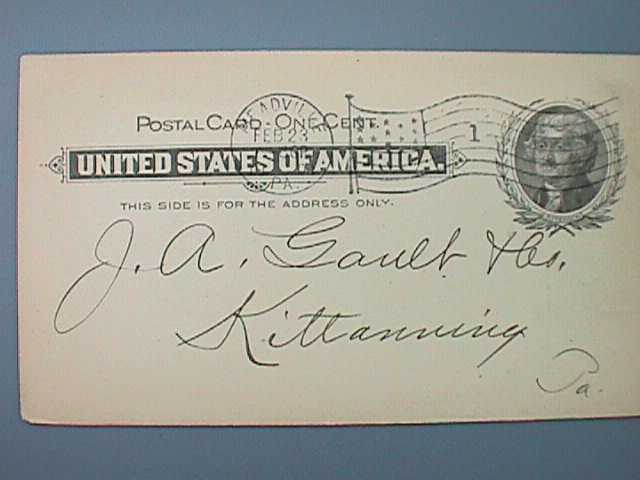 POSTAL CARD - ONE CENT.
UNITED STATES OF AMERICA.
THIS SIDE IS FOR THE ADDRESS ONLY.
FEB 23
PA.
1
J. A. Gault & Co.
Kittanning
Pa.